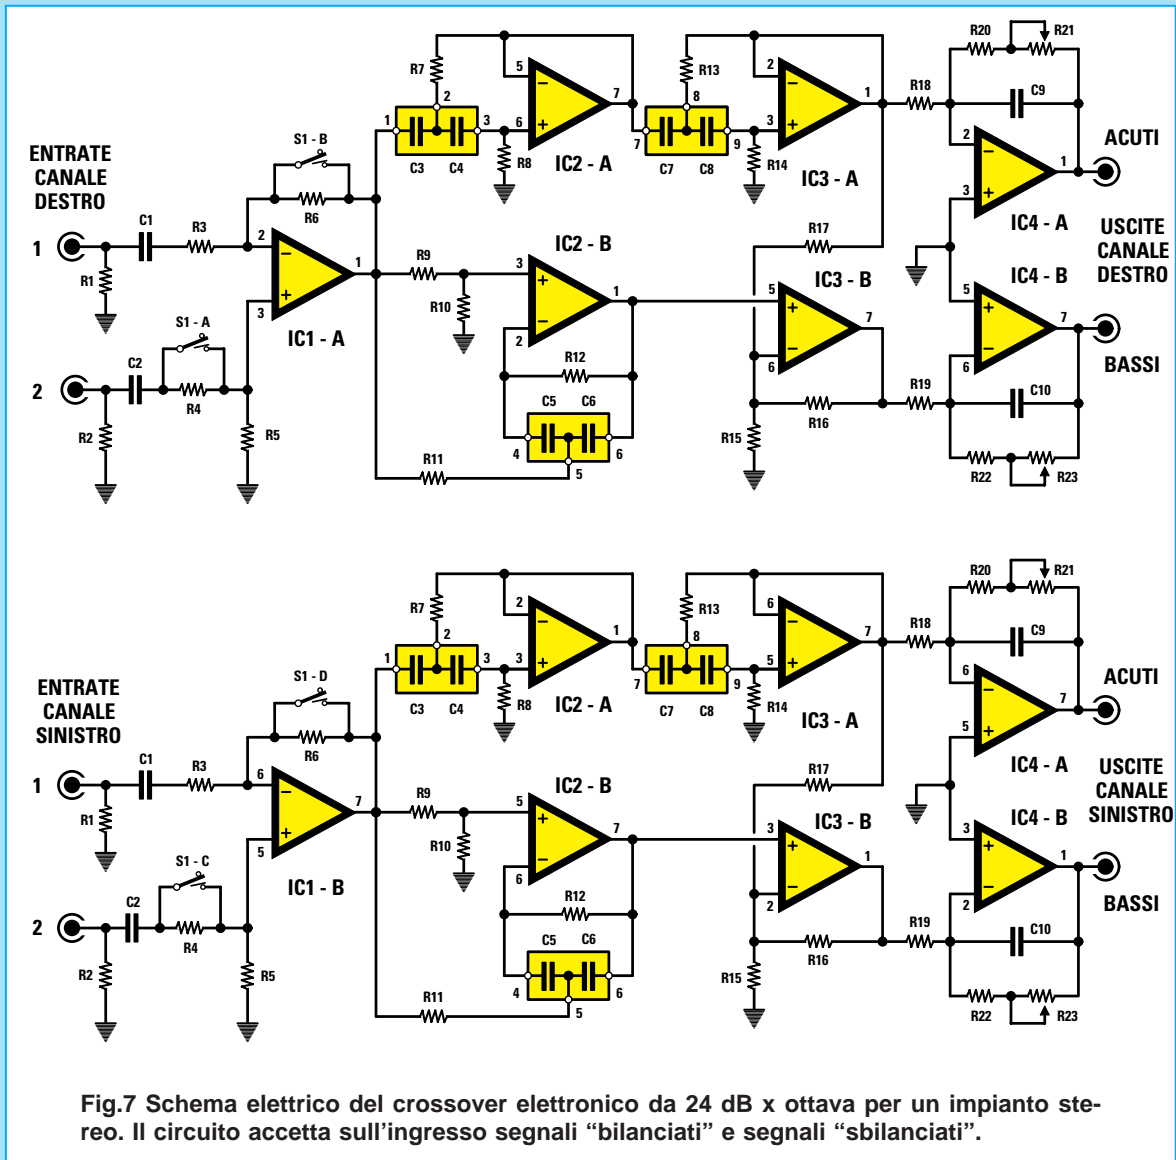 R20
R21
R7
R13
5
7
2
1
R18
C9
2
8
1
3
6
7
9
3
2
1
ACUTI
S1 - B
C3
C4
R8
IC2 - A
C7
C8
R14
IC3 - A
3
ENTRATE
CANALE
DESTRO
R6
IC4 - A
USCITE
CANALE
DESTRO
C1
R3
R17
1
2
1
R9
IC2 - B
3
IC3 - B
IC4 - B
R1
R10
1
5
7
5
7
3
IC1 - A
2
6
6
BASSI
S1 - A
C2
R12
C10
2
R4
C5
C6
R16
R19
R2
R5
4
6
R15
R11
5
R22
R23
R20
R21
R7
R13
2
1
6
7
R18
C9
2
8
1
3
3
7
9
5
6
7
ACUTI
S1 - D
C3
C4
R8
IC2 - A
C7
C8
R14
IC3 - A
5
ENTRATE
CANALE
SINISTRO
R6
IC4 - A
USCITE
CANALE
SINISTRO
C1
R3
R17
1
6
7
R9
IC2 - B
5
IC3 - B
IC4 - B
R1
R10
7
3
1
3
1
5
IC1 - B
6
2
2
BASSI
S1 - C
C2
R12
C10
2
R4
C5
C6
R16
R19
R2
R5
4
6
R15
R11
5
R22
R23
Fig.7 Schema elettrico del crossover elettronico da 24 dB x ottava per un impianto ste-
reo. Il circuito accetta sull'ingresso segnali “bilanciati” e segnali “sbilanciati”.